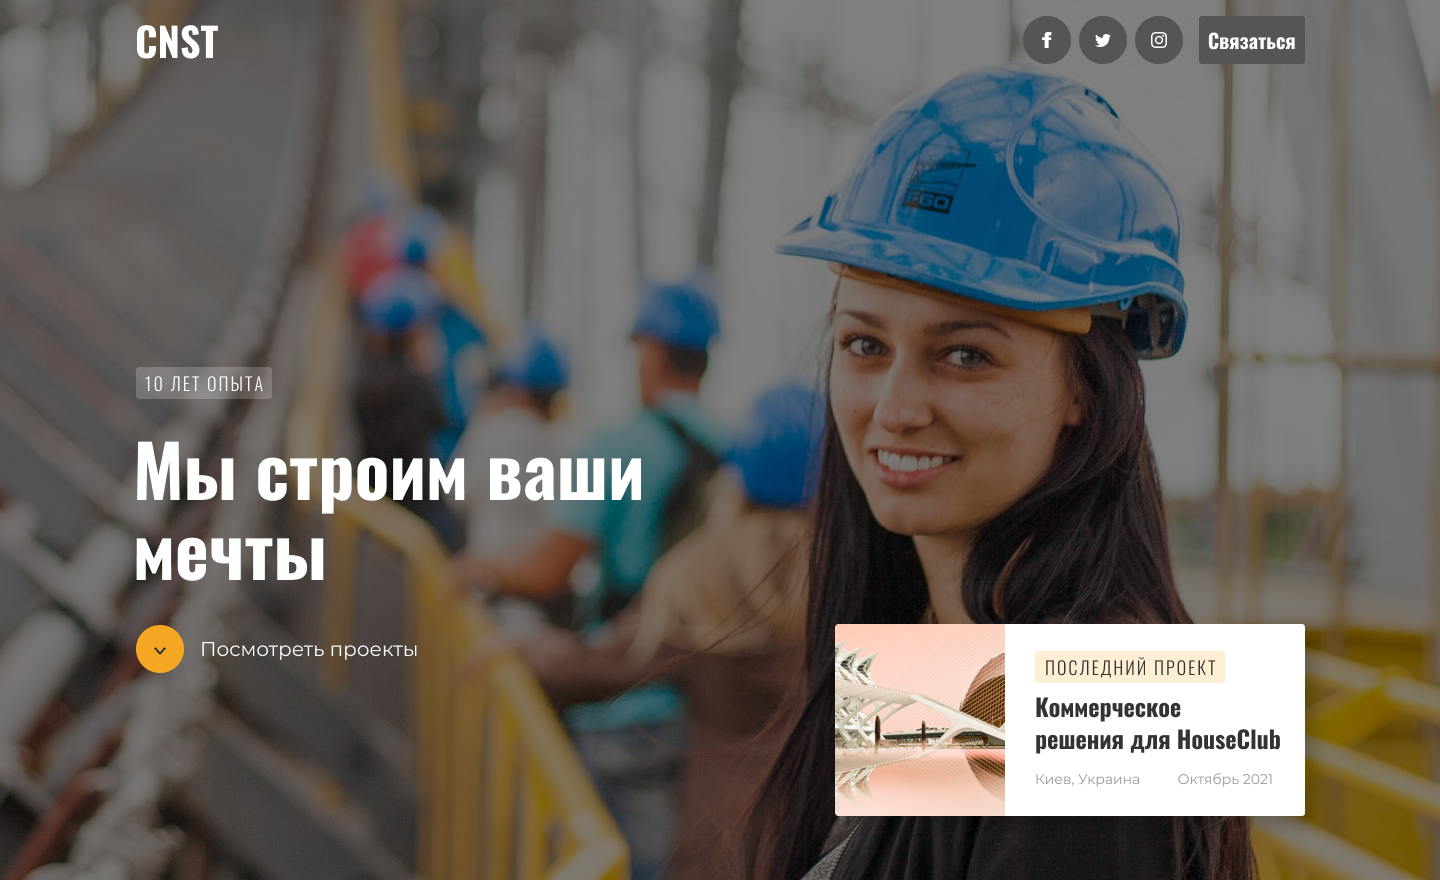 CNST
Связаться
10 ЛЕТ ОПЫТА
Мы строим ваши
мечты
Посмотреть проекты
ПОСЛЕДНИЙ ПРОЕКТ
Коммерческое
решения для HouseClub
Киев, Украина
Октябрь 2021